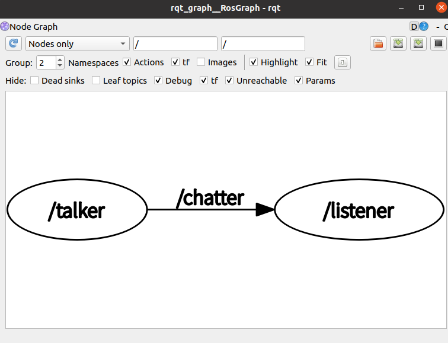 rqt_graph__RosGraph - rqt
Node Graph
D
Nodes only
/
/
Group: 2 Namespaces Actions tf Images Highlight Fit
Hide: Dead sinks Leaf topics Debug tf Unreachable Params
/talker
/chatter
/listener